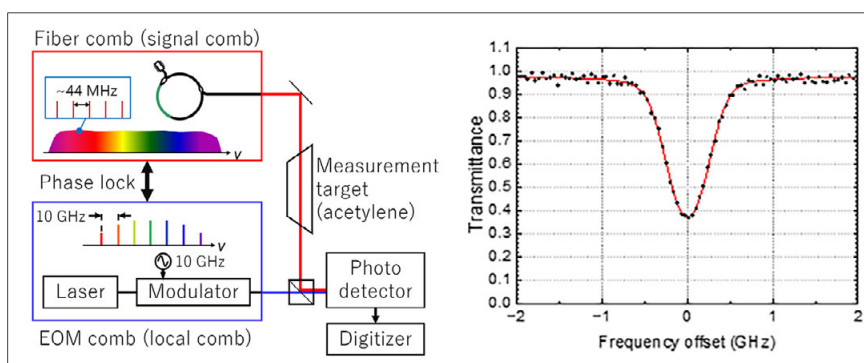 Fiber comb (signal comb)
~44 MHz
ν
Phase lock
Measurement
target
(acetylene)
10 GHz
ν
10 GHz
Laser
Modulator
Photo
detector
Digitizer
EOM comb (local comb)
1.1
1.0
0.9
0.8
0.7
0.6
0.5
0.4
0.3
0.2
0.1
0.0
Transmittance
−2 −1 0 1 2
Frequency offset (GHz)